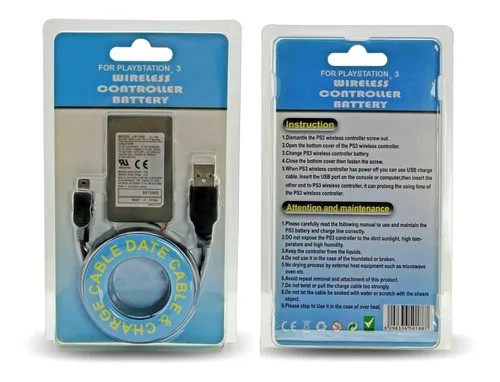 FOR PLAYSTATION_3
WIRELESS
CONTROLLER
BATTERY
CHARGE CABLE DATE CABLE &
FOR PLAYSTATION_3
WIRELESS
CONTROLLER
BATTERY
Instruction
1.Dismantle the PS3 wireless controller screw out.
2.Open the bottom cover of the PS3 wireless controller.
3.Change PS3 wireless controller battery.
4.Close the bottom cover then fasten the screw.
5.When PS3 wireless controller has power off you can use USB charge
cable. Insert the USB port on the console or computer,then insert the
other end to PS3 wireless controller, it can prolong the using time
of the PS3 wireless controller.
Attention and maintenance
1.Please carefully read the following manual to use and maintain the
PS3 battery and charge line correctly.
2.DO not expose the PS3 controller to the dirct sunlight, high tem-
perature and high humidity.
3.Keep the controller from the liquids.
4.Do not use it in case of the Inundated or broken.
5.No drying process by external heat equipment such as microwave
oven etc.
6.Avoid repeat removal and attachment of this product.
7.Do not twist or pull the charge cable too strongly.
8.Do not let the cable be soaked with water or scratch with the shears
object.
9.Please stop to Use it in the case of over heat.
CE